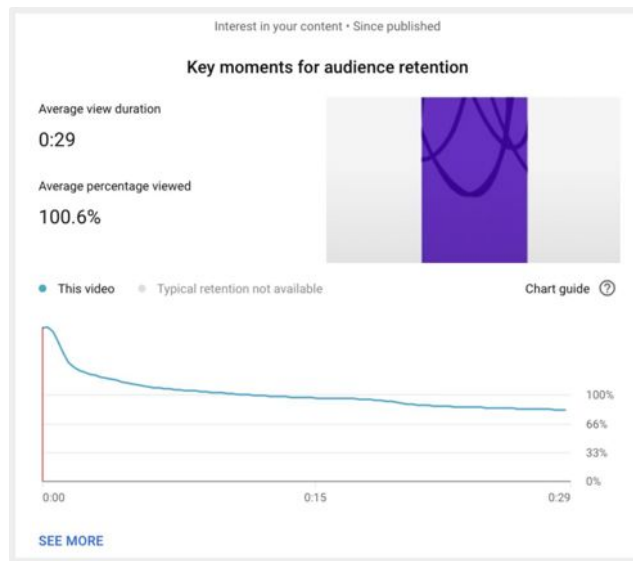 Interest in your content • Since published
Key moments for audience retention
Average view duration
0:29
Average percentage viewed
100.6%
This video
Typical retention not available
Chart guide ?
100%
66%
33%
0%
0:00
0:15
0:29
SEE MORE